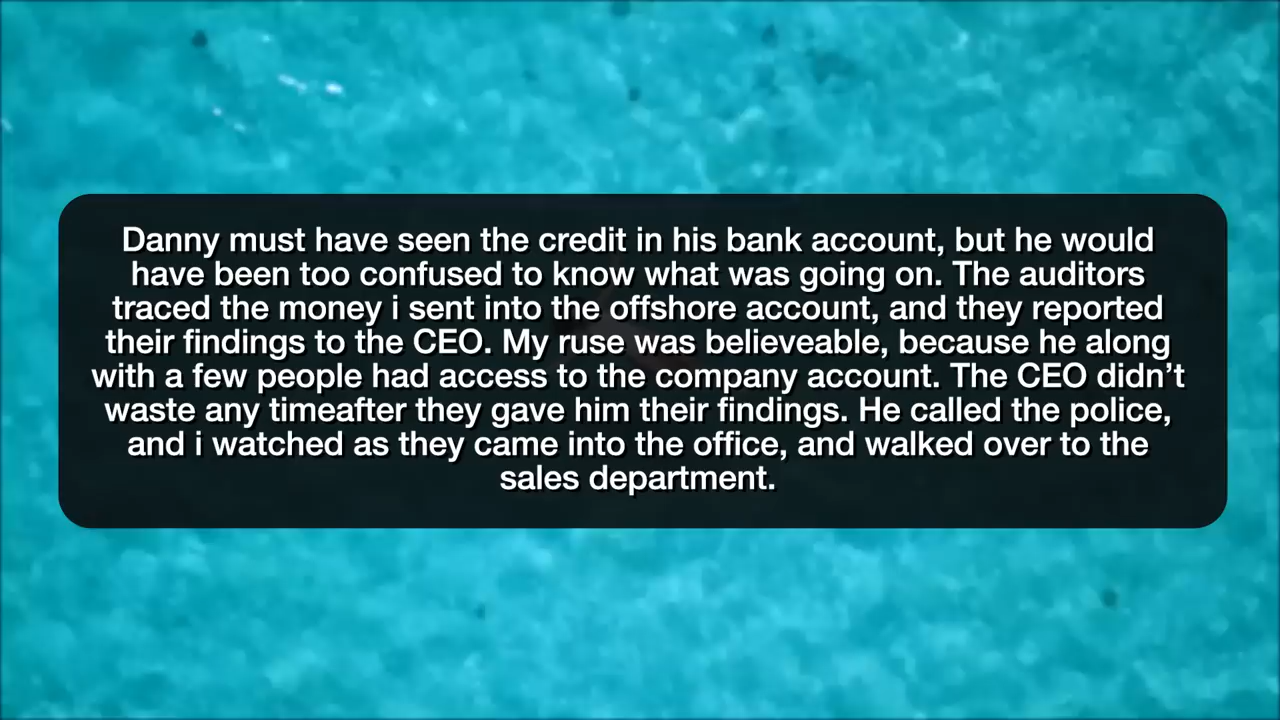 Danny must have seen the credit in his bank account, but he would
have been too confused to know what was going on. The auditors
traced the money i sent into the offshore account, and they reported
their findings to the CEO. My ruse was believeable, because he along
with a few people had access to the company account. The CEO didn’t
waste any timeafter they gave him their findings. He called the police,
and i watched as they came into the office, and walked over to the
sales department.